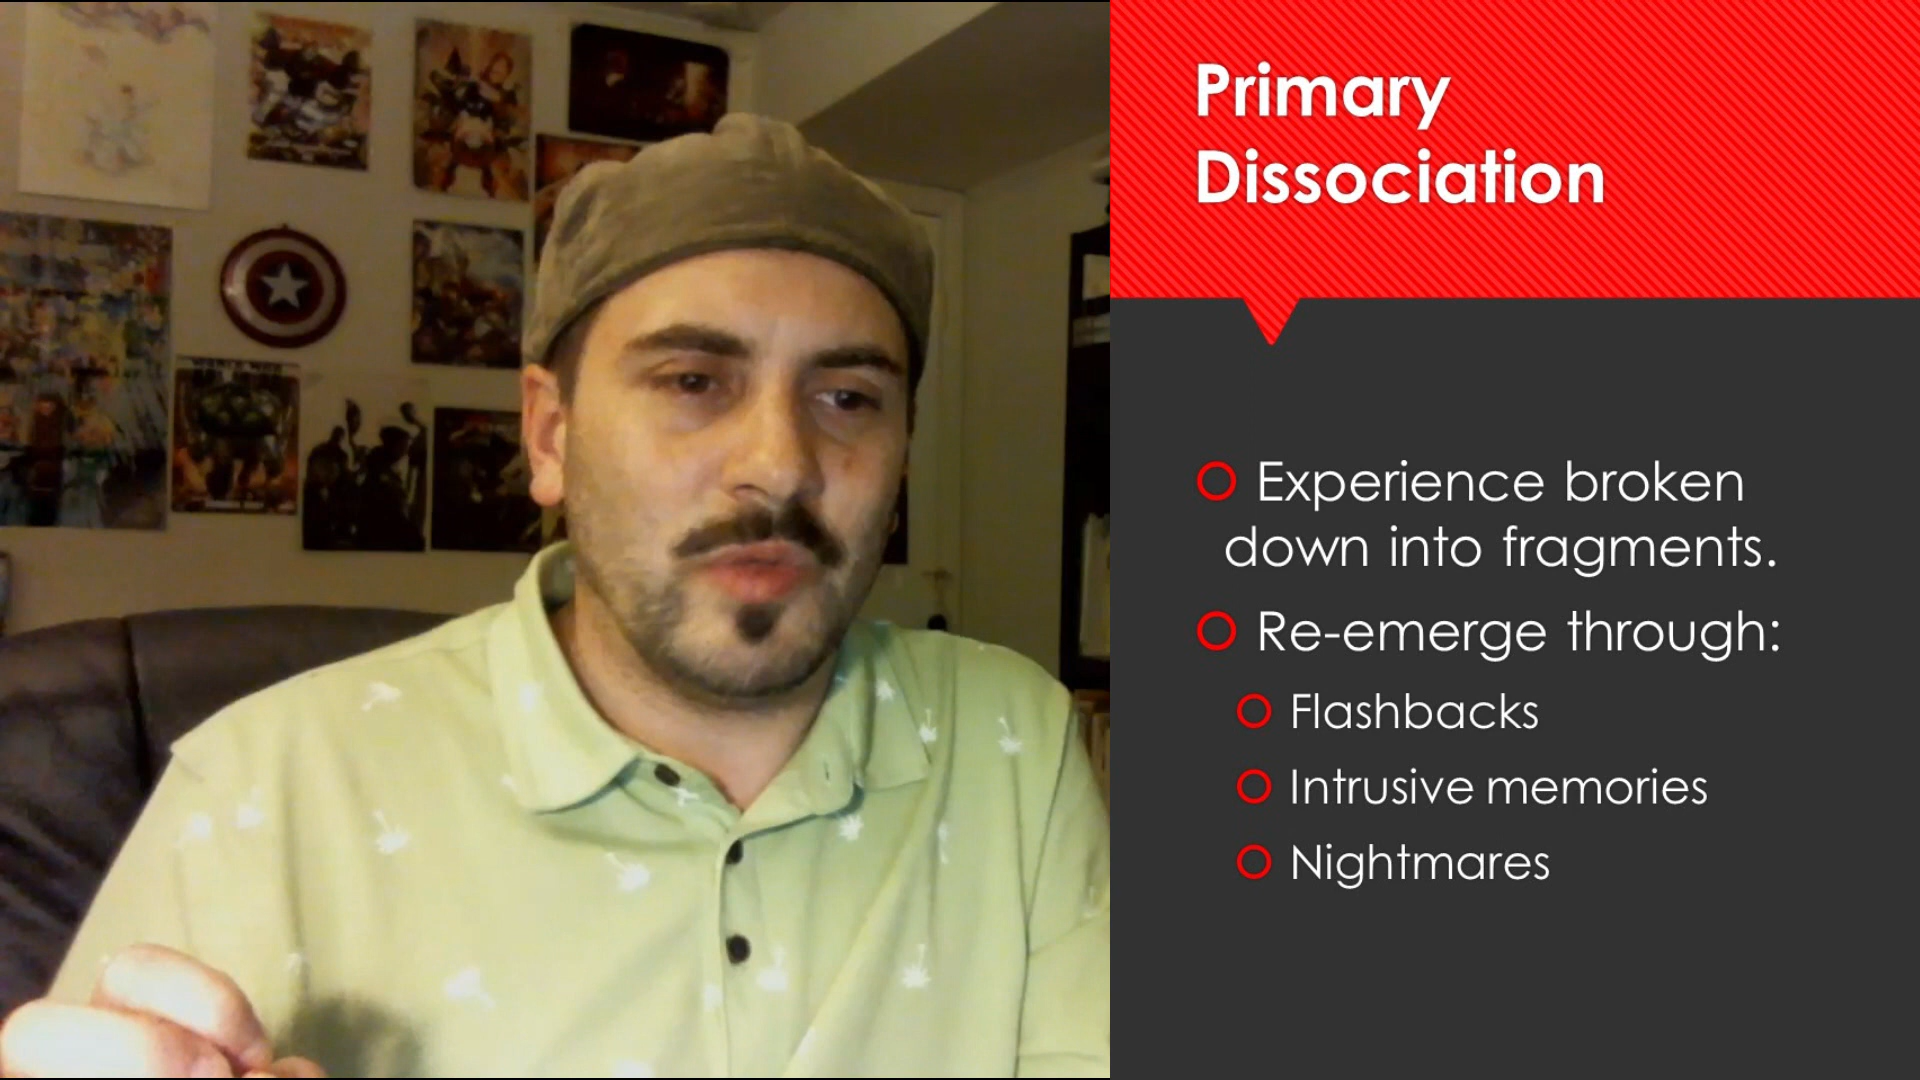 Primary
Dissociation
Experience broken
down into fragments.
Re-emerge through:
Flashbacks
Intrusive memories
Nightmares